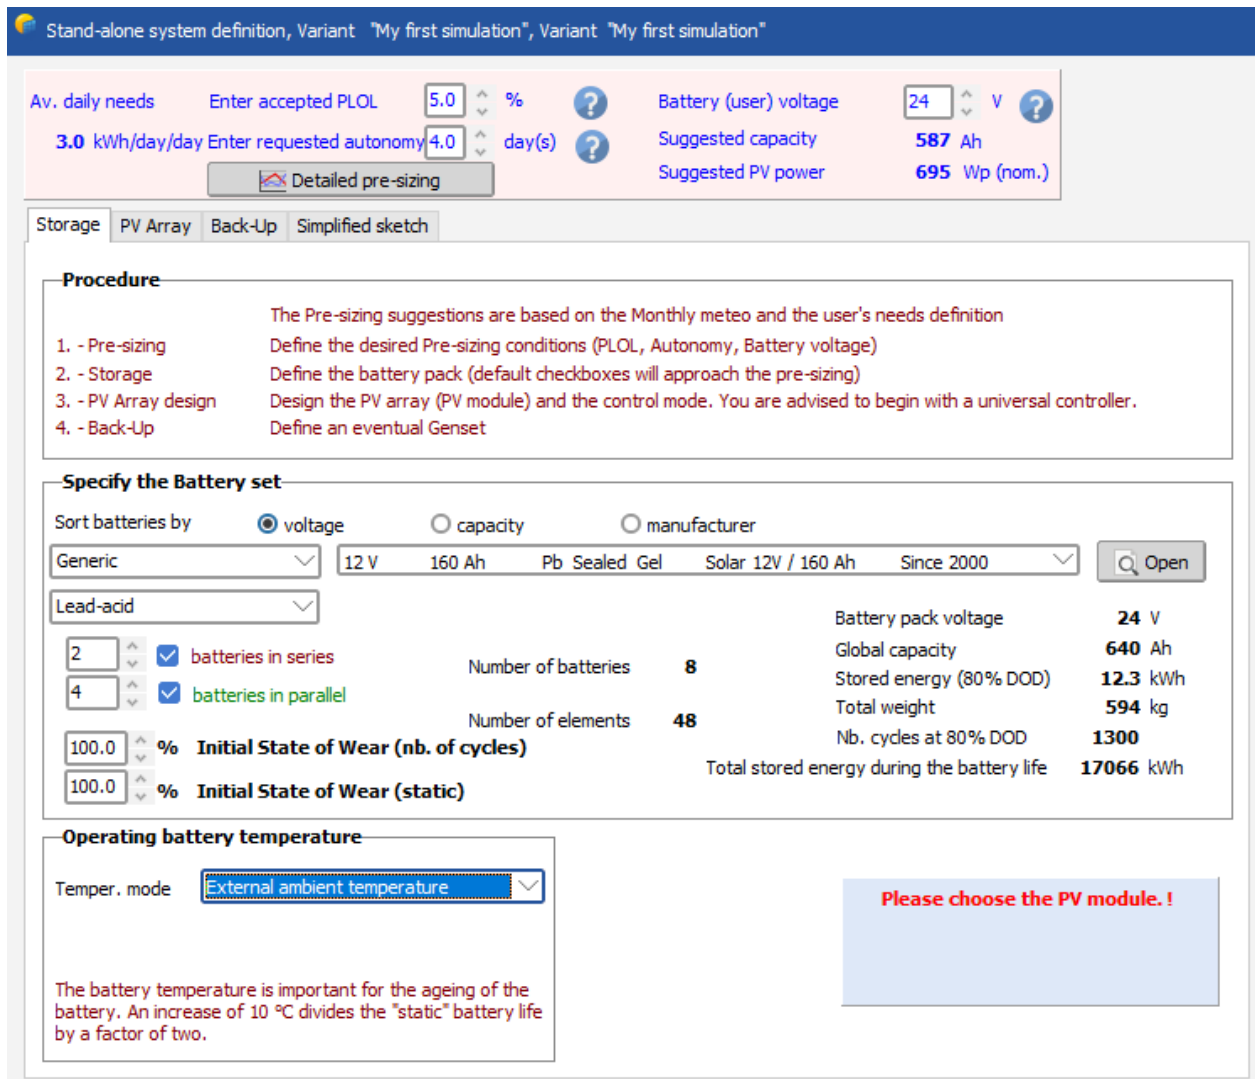 Stand-alone system definition, Variant "My first simulation", Variant "My first simulation"
Av. daily needs Enter accepted PLOL 5.0 % ? Battery (user) voltage 24 V ?
3.0 kWh/day/day Enter requested autonomy 4.0 day(s) ? Suggested capacity 587 Ah
Detailed pre-sizing Suggested PV power 695 Wp (nom.)
Storage PV Array Back-Up Simplified sketch
Procedure
The Pre-sizing suggestions are based on the Monthly meteo and the user's needs definition
1. - Pre-sizing Define the desired Pre-sizing conditions (PLOL, Autonomy, Battery voltage)
2. - Storage Define the battery pack (default checkboxes will approach the pre-sizing)
3. - PV Array design Design the PV array (PV module) and the control mode. You are advised to begin with a universal controller.
4. - Back-Up Define an eventual Genset
Specify the Battery set
Sort batteries by voltage capacity manufacturer
Generic 12 V 160 Ah Pb Sealed Gel Solar 12V / 160 Ah Since 2000 Open
Lead-acid
2 batteries in series
4 batteries in parallel
100.0 % Initial State of Wear (nb. of cycles)
100.0 % Initial State of Wear (static)
Number of batteries 8
Number of elements 48
Battery pack voltage 24 V
Global capacity 640 Ah
Stored energy (80% DOD) 12.3 kWh
Total weight 594 kg
Nb. cycles at 80% DOD 1300
Total stored energy during the battery life 17066 kWh
Operating battery temperature
Temper. mode External ambient temperature
The battery temperature is important for the ageing of the
battery. An increase of 10 °C divides the "static" battery life
by a factor of two.
Please choose the PV module. !